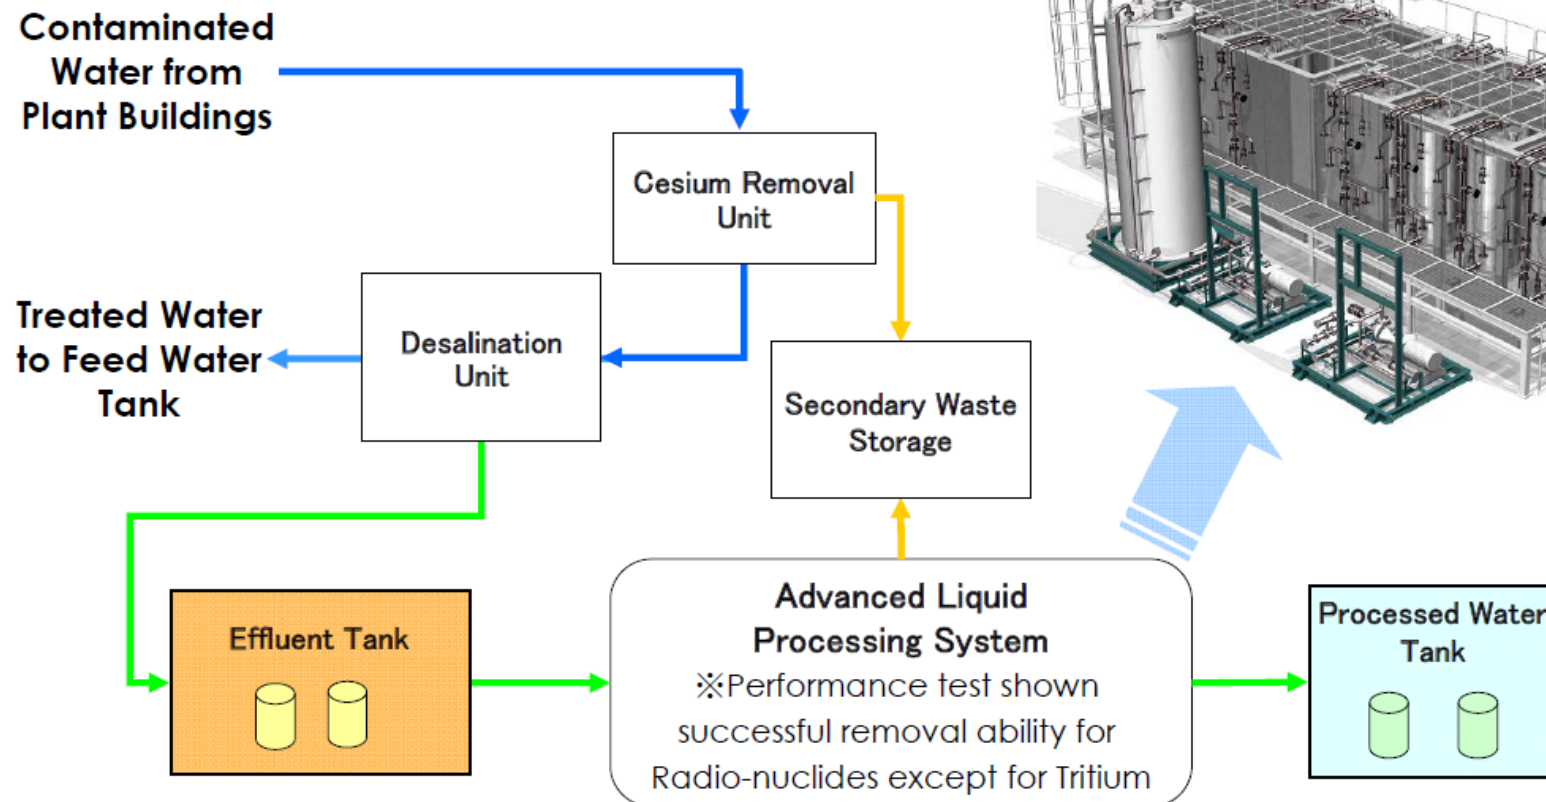 Contaminated
Water from
Plant Buildings
Cesium Removal
Unit
Treated Water
to Feed Water
Tank
Desalination
Unit
Secondary Waste
Storage
Effluent Tank
Advanced Liquid
Processing System
※Performance test shown
successful removal ability for
Radio-nuclides except for Tritium
Processed Water
Tank